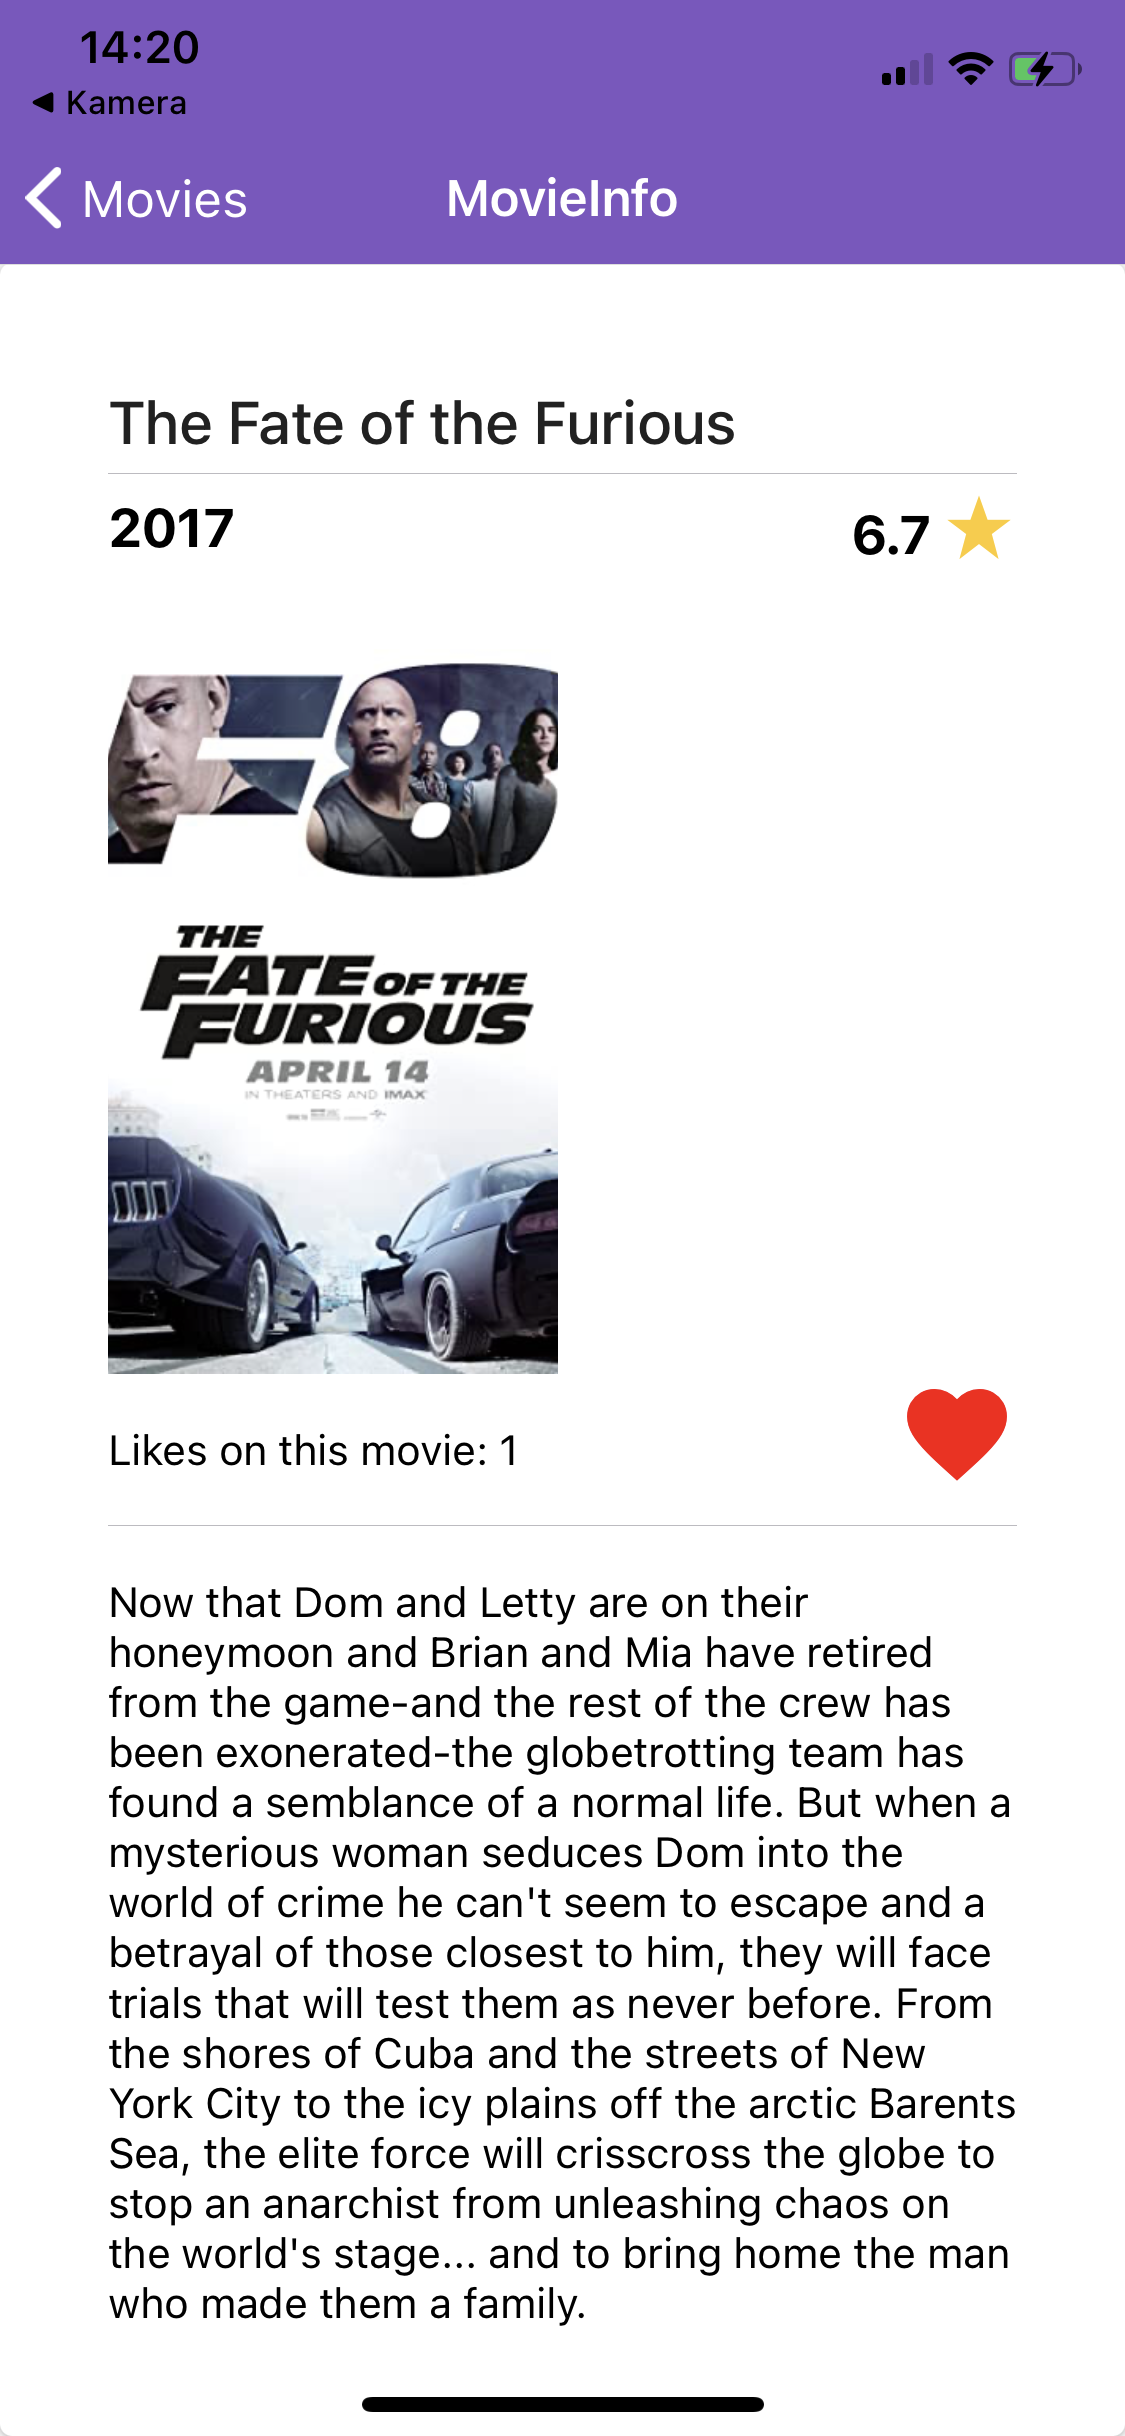 14:20
◀ Kamera
Movies
MovieInfo
The Fate of the Furious
2017
6.7
F8
THE
FATE OF THE
FURIOUS
APRIL 14
IN THEATERS AND IMAX
Likes on this movie: 1
Now that Dom and Letty are on their
honeymoon and Brian and Mia have retired
from the game-and the rest of the crew has
been exonerated-the globetrotting team has
found a semblance of a normal life. But when a
mysterious woman seduces Dom into the
world of crime he can't seem to escape and a
betrayal of those closest to him, they will face
trials that will test them as never before. From
the shores of Cuba and the streets of New
York City to the icy plains off the arctic Barents
Sea, the elite force will crisscross the globe to
stop an anarchist from unleashing chaos on
the world's stage... and to bring home the man
who made them a family.